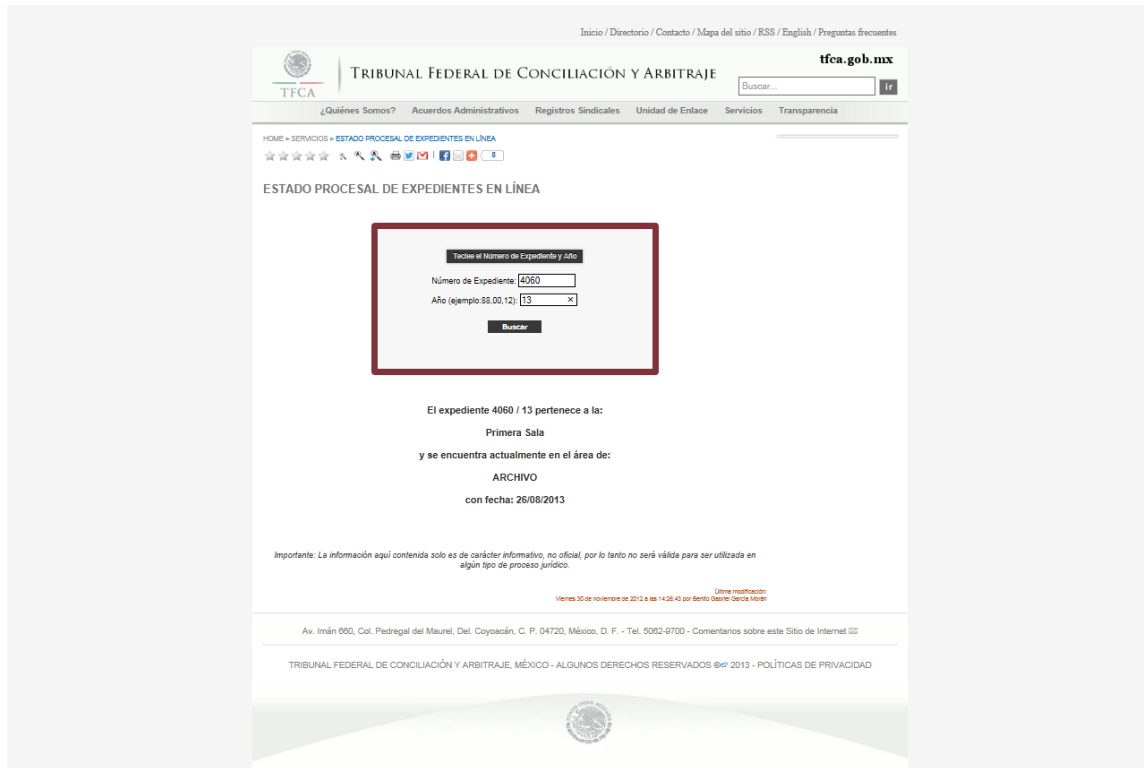 Inicio / Directorio / Contacto / Mapa del sitio / RSS / English / Preguntas frecuentes
tfca.gob.mx
TFCA
TRIBUNAL FEDERAL DE CONCILIACIÓN Y ARBITRAJE
Buscar...
ir
¿Quiénes Somos? Acuerdos Administrativos Registros Sindicales Unidad de Enlace Servicios Transparencia
HOME » SERVICIOS » ESTADO PROCESAL DE EXPEDIENTES EN LÍNEA
8
ESTADO PROCESAL DE EXPEDIENTES EN LÍNEA
Teclee el Número de Expediente y Año
Número de Expediente: 4060
Año (ejemplo:88,00,12): 13 ×
Buscar
El expediente 4060 / 13 pertenece a la:
Primera Sala
y se encuentra actualmente en el área de:
ARCHIVO
con fecha: 26/08/2013
Importante: La información aquí contenida solo es de carácter informativo, no oficial, por lo tanto no será válida para ser utilizada en
algún tipo de proceso jurídico.
Última modificación:
Viernes 30 de noviembre de 2012 a las 14:26:43 por Benito Gabriel García Morán
Av. Imán 660, Col. Pedregal del Maurel, Del. Coyoacán, C. P. 04720, México, D. F. - Tel. 5062-9700 - Comentarios sobre este Sitio de Internet
TRIBUNAL FEDERAL DE CONCILIACIÓN Y ARBITRAJE, MÉXICO - ALGUNOS DERECHOS RESERVADOS © 2013 - POLÍTICAS DE PRIVACIDAD